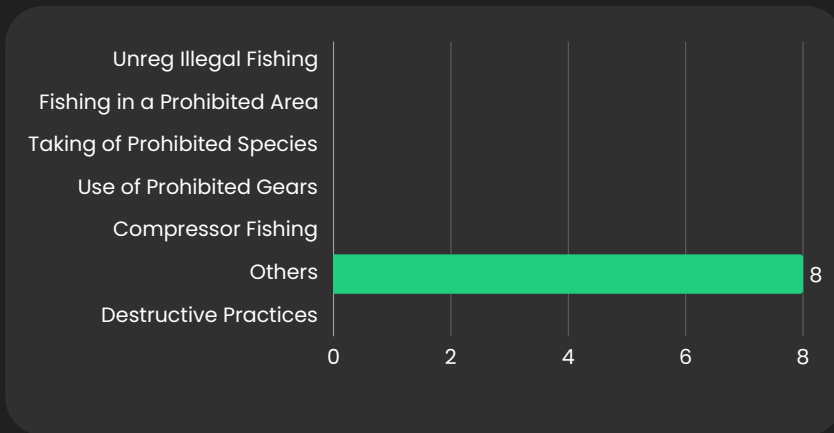 Unreg Illegal Fishing
Fishing in a Prohibited Area
Taking of Prohibited Species
Use of Prohibited Gears
Compressor Fishing
Others 8
Destructive Practices
0 2 4 6 8